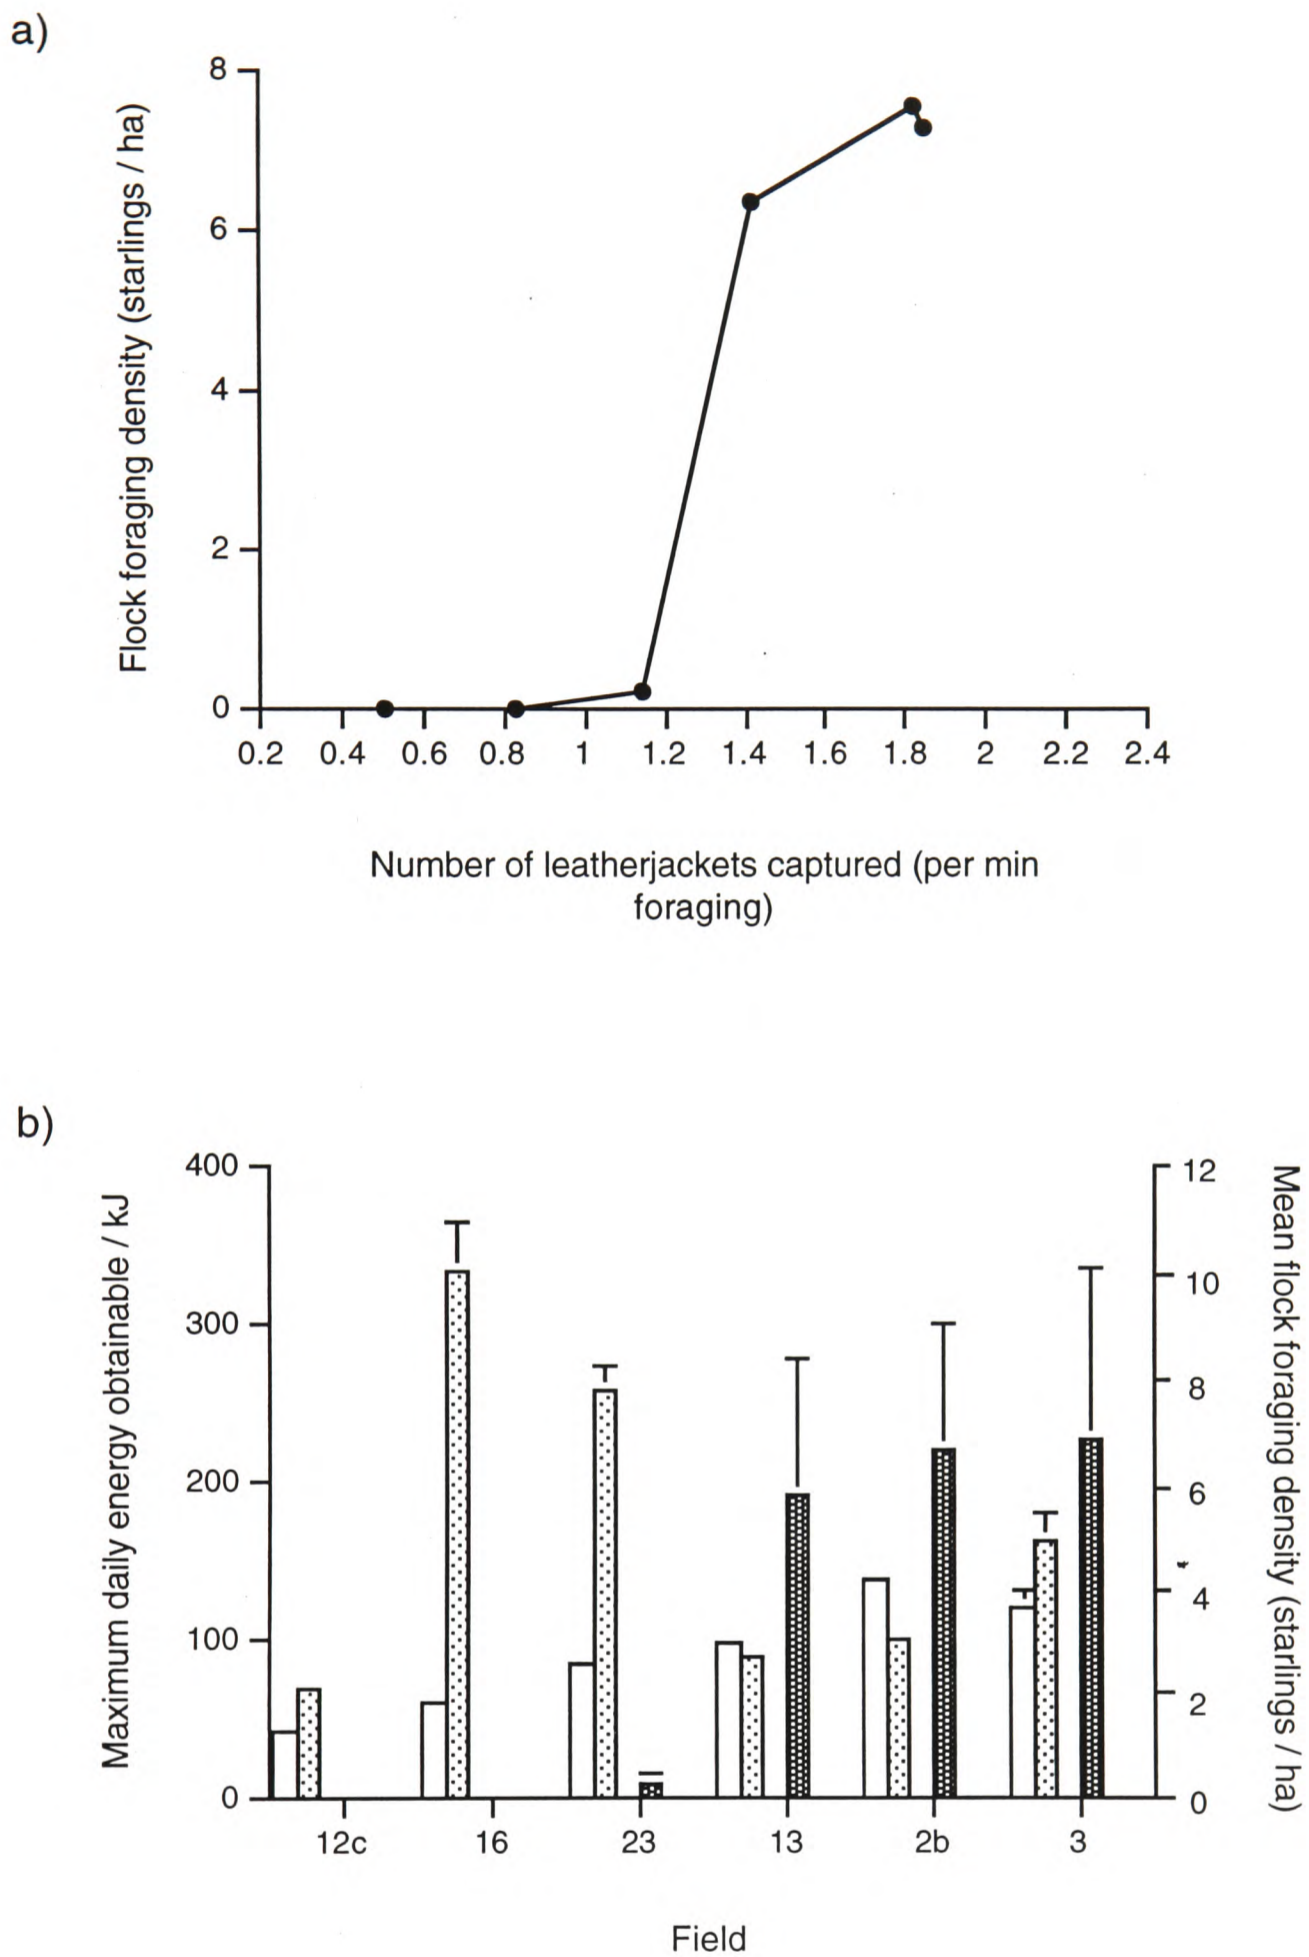 a)
Flock foraging density (starlings / ha)
8
6
4
2
0
0.2 0.4 0.6 0.8 1 1.2 1.4 1.6 1.8 2 2.2 2.4
Number of leatherjackets captured (per min
foraging)
b)
Maximum daily energy obtainable / kJ
400
300
200
100
0
12
10
8
6
4
2
0
Mean flock foraging density (starlings / ha)
12c 16 23 13 2b 3
Field